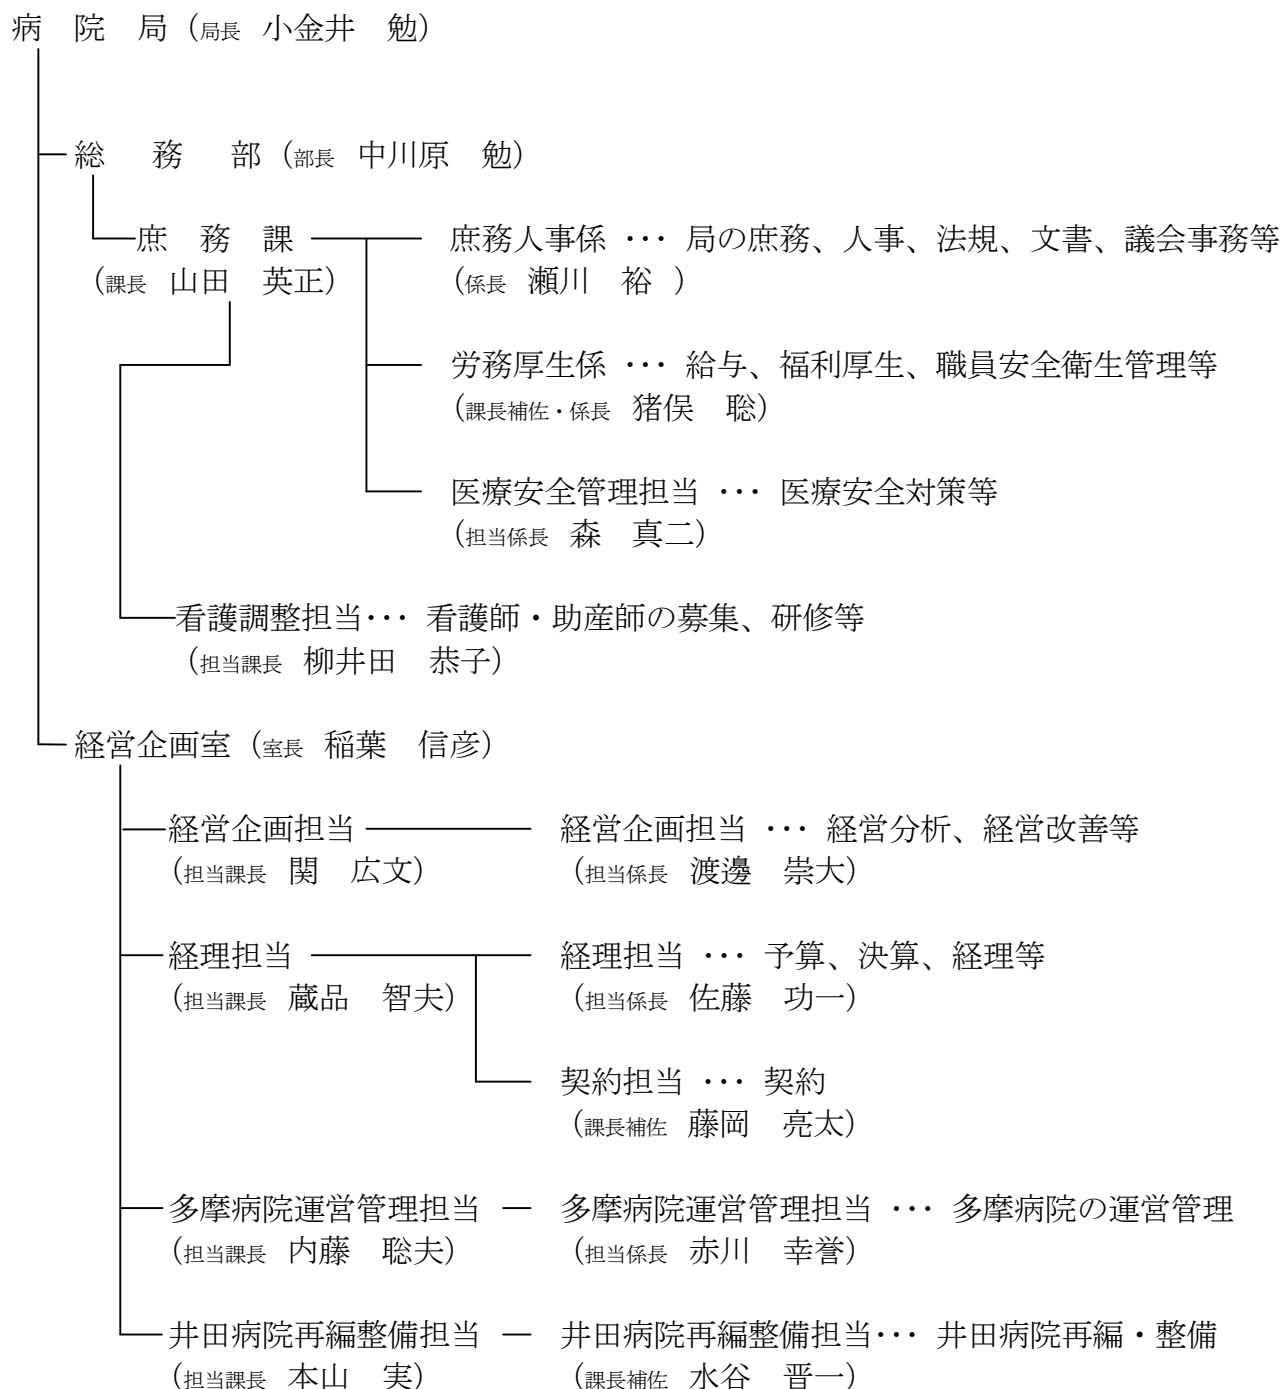 病　院　局（局長　小金井　勉）
総　務　部（部長　中川原　勉）
庶　務　課　庶務人事係 ･･･ 局の庶務、人事、法規、文書、議会事務等
（課長　山田　英正）（係長　瀬川　裕　）
労務厚生係 ･･･ 給与、福利厚生、職員安全衛生管理等
（課長補佐・係長　猪俣　聡）
医療安全管理担当 ･･･ 医療安全対策等
（担当係長　森　真二）
看護調整担当･･･ 看護師・助産師の募集、研修等
（担当課長　柳井田　恭子）
経営企画室（室長　稲葉　信彦）
経営企画担当　経営企画担当 ･･･ 経営分析、経営改善等
（担当課長　関　広文）（担当係長　渡邊　崇大）
経理担当　経理担当 ･･･ 予算、決算、経理等
（担当課長　蔵品　智夫）（担当係長　佐藤　功一）
契約担当 ･･･ 契約
（課長補佐　藤岡　亮太）
多摩病院運営管理担当　多摩病院運営管理担当 ･･･ 多摩病院の運営管理
（担当課長　内藤　聡夫）（担当係長　赤川　幸誉）
井田病院再編整備担当　井田病院再編整備担当･･･ 井田病院再編・整備
（担当課長　本山　実）（課長補佐　水谷　晋一）